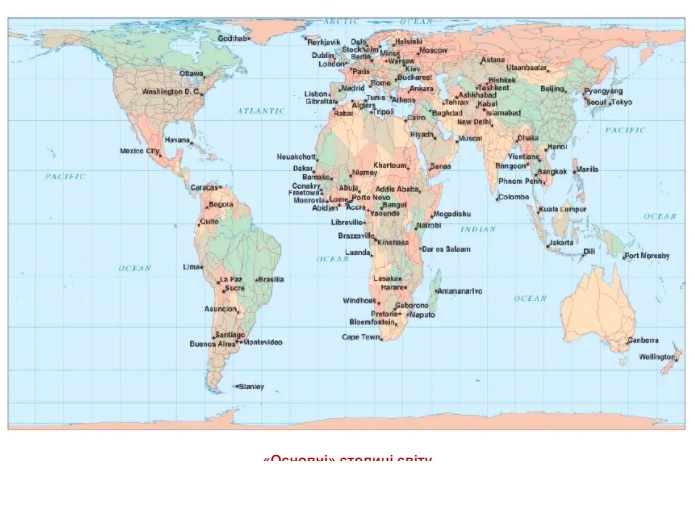 ARCTIC OCEAN
Godthab
Reykjavik
Oslo
Helsinki
Stockholm
Moscow
Dublin
Berlin
Minsk
London
Warsaw
Kiev
Astana
Ulaanbaatar
Ottawa
Paris
Bucharest
Bishkek
Rome
Tashkent
Washington D. C.
Madrid
Ankara
Beijing
Pyongyang
Lisbon
Tunis
Athens
Ashkhabad
Seoul
Tokyo
Gibraltar
Algiers
Tehran
Kabul
ATLANTIC
Rabat
Tripoli
Baghdad
Islamabad
Cairo
New Delhi
PACIFIC
Riyadh
Muscat
Dhaka
Havana
Hanoi
Mexico City
Nouakchott
Vientiane
Dakar
Khartoum
Sanaa
Rangoon
Manila
PACIFIC
Bamako
Niamey
Bangkok
Conakry
Phnom Penh
Caracas
Freetown
Abuja
Addis Ababa
Monrovia
Lome
Porto Novo
Colombo
Bogota
Abidjan
Accra
Bangui
Kuala Lumpur
Yaounde
Mogadishu
OCEAR
Quito
Libreville
Nairobi
INDIAN
Brazzaville
Kinshasa
Jakarta
Luanda
Dar es Salaam
Dili
Port Moresby
OCEAN
OCEAR
Lima
La Paz
Brasilia
Lusaka
Sucre
Harare
Antananarivo
OCEAR
Windhoek
Asuncion
Gaborone
Pretoria
Maputo
Bloemfontein
Santiago
Cape Town
Canberra
Buenos Aires
Montevideo
Wellington
Stanley
«Основні» столиці світу